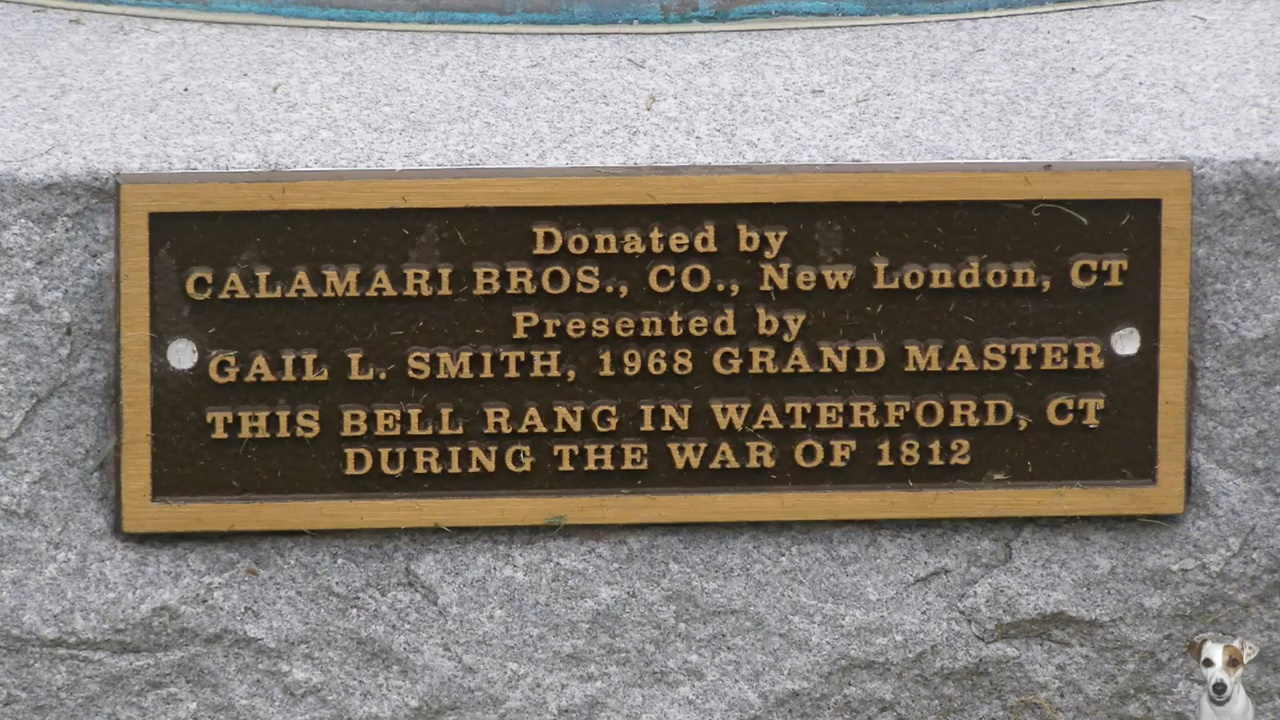 Donated by
CALAMARI BROS., CO., New London, CT
Presented by
GAIL L. SMITH, 1968 GRAND MASTER
THIS BELL RANG IN WATERFORD, CT
DURING THE WAR OF 1812